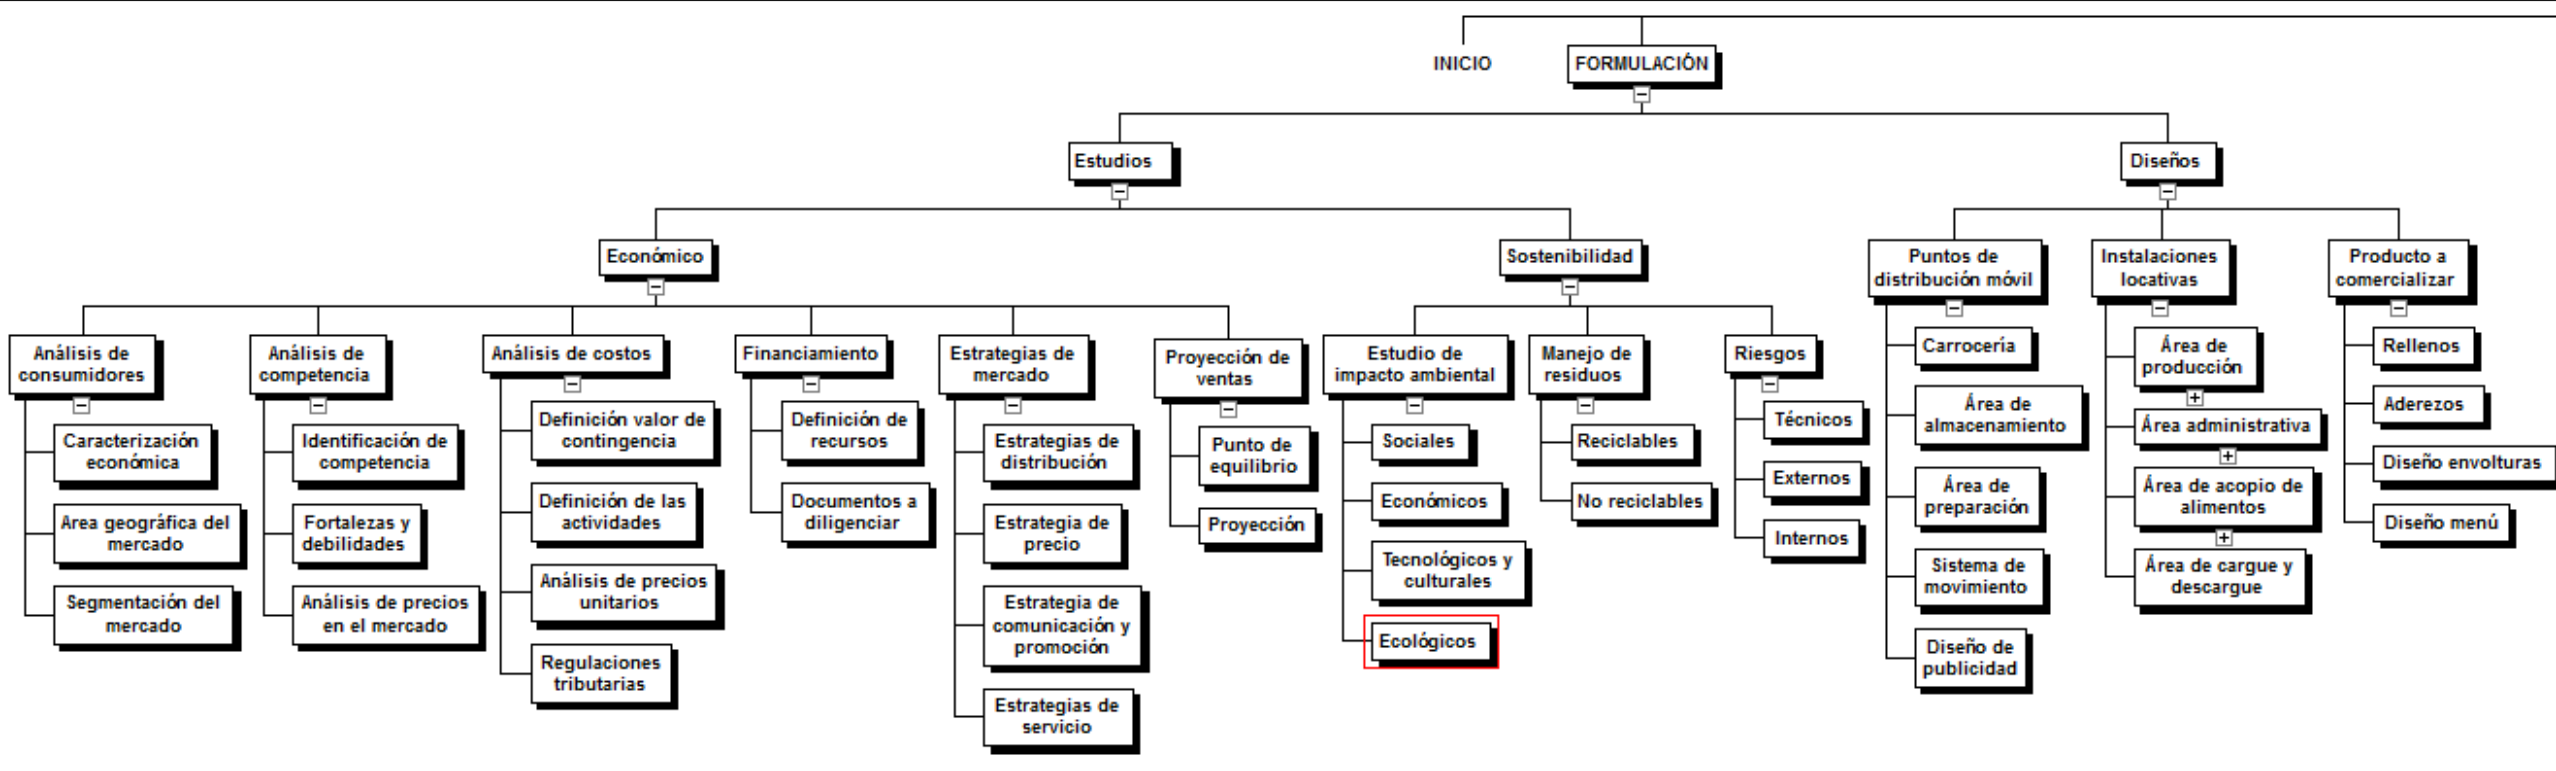 INICIO
FORMULACIÓN
Estudios
Diseños
Económico
Sostenibilidad
Puntos de
distribución móvil
Instalaciones
locativas
Producto a
comercializar
Análisis de
consumidores
Análisis de
competencia
Análisis de costos
Financiamiento
Estrategias de
mercado
Proyección de
ventas
Estudio de
impacto ambiental
Manejo de
residuos
Riesgos
Caracterización
económica
Area geográfica del
mercado
Segmentación del
mercado
Identificación de
competencia
Fortalezas y
debilidades
Análisis de precios
en el mercado
Definición valor de
contingencia
Definición de las
actividades
Análisis de precios
unitarios
Regulaciones
tributarias
Definición de
recursos
Documentos a
diligenciar
Estrategias de
distribución
Estrategia de
precio
Estrategia de
comunicación y
promoción
Estrategias de
servicio
Punto de
equilibrio
Proyección
Sociales
Económicos
Tecnológicos y
culturales
Ecológicos
Reciclables
No reciclables
Técnicos
Externos
Internos
Carrocería
Área de
almacenamiento
Área de
preparación
Sistema de
movimiento
Diseño de
publicidad
Área de
producción
Área administrativa
Área de acopio de
alimentos
Área de cargue y
descargue
Rellenos
Aderezos
Diseño envolturas
Diseño menú